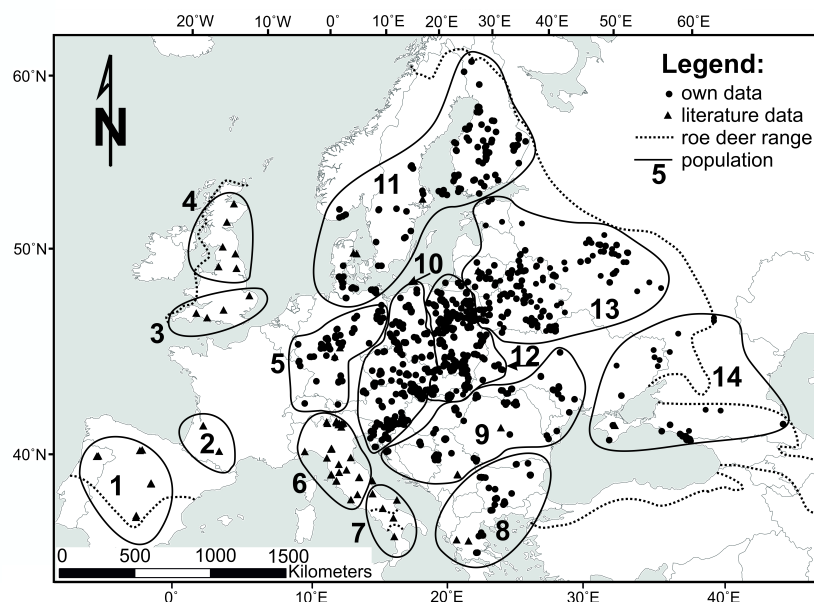 20°W 10°W 0° 10°E 20°E 30°E 40°E 50°E 60°E
60°N
N
Legend:
own data
literature data
roe deer range
5 population
11
4
50°N
10
3
13
5
12
14
9
2
40°N
1
6
7
8
0 500 1000 1500
Kilometers
0° 10°E 20°E 30°E 40°E